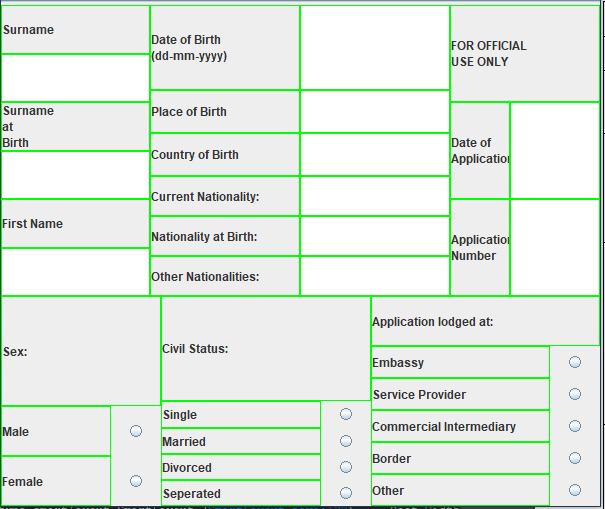 Surname
Surname
at
Birth
First Name
Date of Birth
(dd-mm-yyyy)
Place of Birth
Country of Birth
Current Nationality:
Nationality at Birth:
Other Nationalities:
FOR OFFICIAL
USE ONLY
Date of
Application
Application
Number
Sex:
Male
Female
Civil Status:
Single
Married
Divorced
Seperated
Application lodged at:
Embassy
Service Provider
Commercial Intermediary
Border
Other